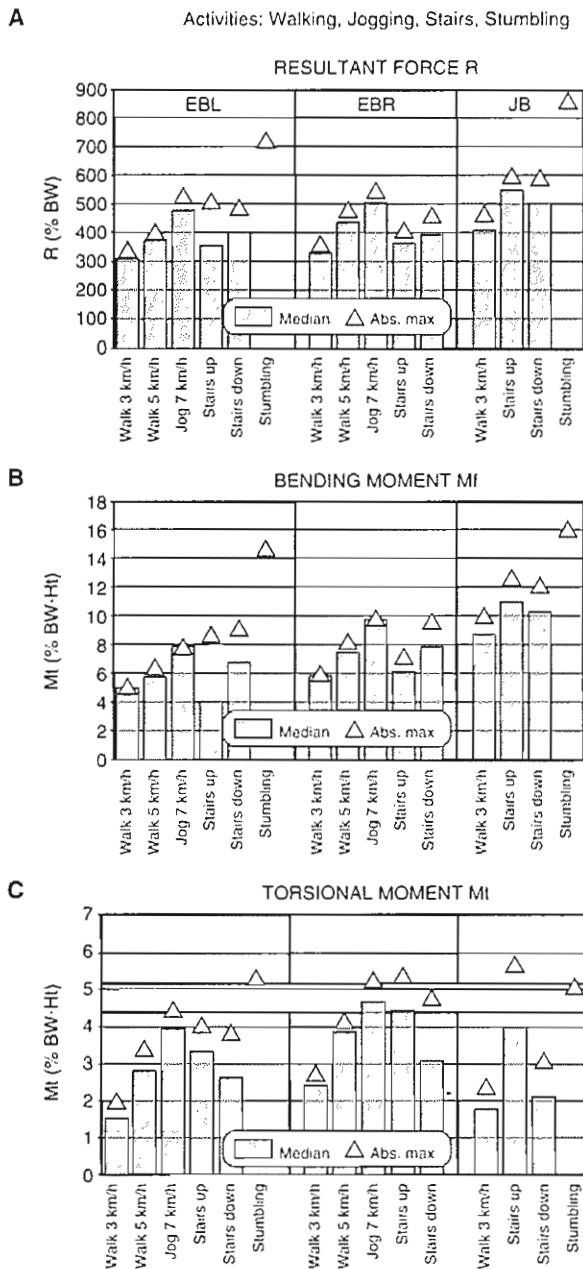 A
Activities: Walking, Jogging, Stairs, Stumbling
RESULTANT FORCE R
EBL EBR JB
R (% BW)
900
800
700
600
500
400
300
200
100
0
Median Abs. max
Walk 3 km/h
Walk 5 km/h
Jog 7 km/h
Stairs up
Stairs down
Stumbling
Walk 3 km/h
Walk 5 km/h
Jog 7 km/h
Stairs up
Stairs down
Walk 3 km/h
Stairs up
Stairs down
Stumbling
B
BENDING MOMENT Mf
Mt (% BW·Ht)
18
16
14
12
10
8
6
4
2
0
Median Abs. max
Walk 3 km/h
Walk 5 km/h
Jog 7 km/h
Stairs up
Stairs down
Stumbling
Walk 3 km/h
Walk 5 km/h
Jog 7 km/h
Stairs up
Stairs down
Walk 3 km/h
Stairs up
Stairs down
Stumbling
C
TORSIONAL MOMENT Mt
Mt (% BW·Ht)
7
6
5
4
3
2
1
0
Median Abs. max
Walk 3 km/h
Walk 5 km/h
Jog 7 km/h
Stairs up
Stairs down
Stumbling
Walk 3 km/h
Walk 5 km/h
Jog 7 km/h
Stairs up
Stairs down
Walk 3 km/h
Stairs up
Stairs down
Stumbling